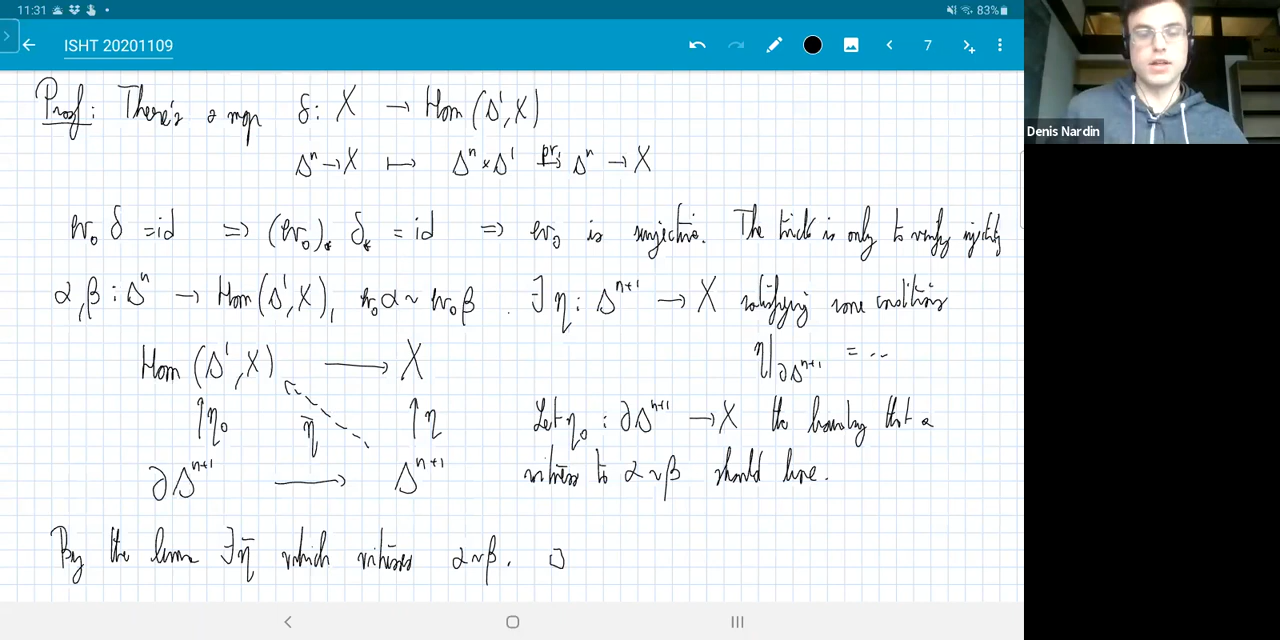 11:31 83%
ISHT 20201109 7
Denis Nardin
Proof: There's a map δ: X → Hom(Δ¹, X)
Δⁿ → X ↦ Δⁿ × Δ¹ →pr₁ Δⁿ → X
ev₀ δ = id ⇒ (ev₀)⁎ δ⁎ = id ⇒ ev₀ is surjective. The trick is only to verify injectivity
α, β : Δⁿ → Hom(Δ¹, X), ev₀α ~ ev₀β. ∃ η: Δⁿ⁺¹ → X satisfying some conditions
η|∂Δⁿ⁺¹ = ...
Hom(Δ¹, X) → X
↑η₀ η̄ ↑η
∂Δⁿ⁺¹ → Δⁿ⁺¹
Let η₀ : ∂Δⁿ⁺¹ → X the boundary that a
witness to α~β should have.
By the lemma ∃ η̄ which witnesses α~β. □